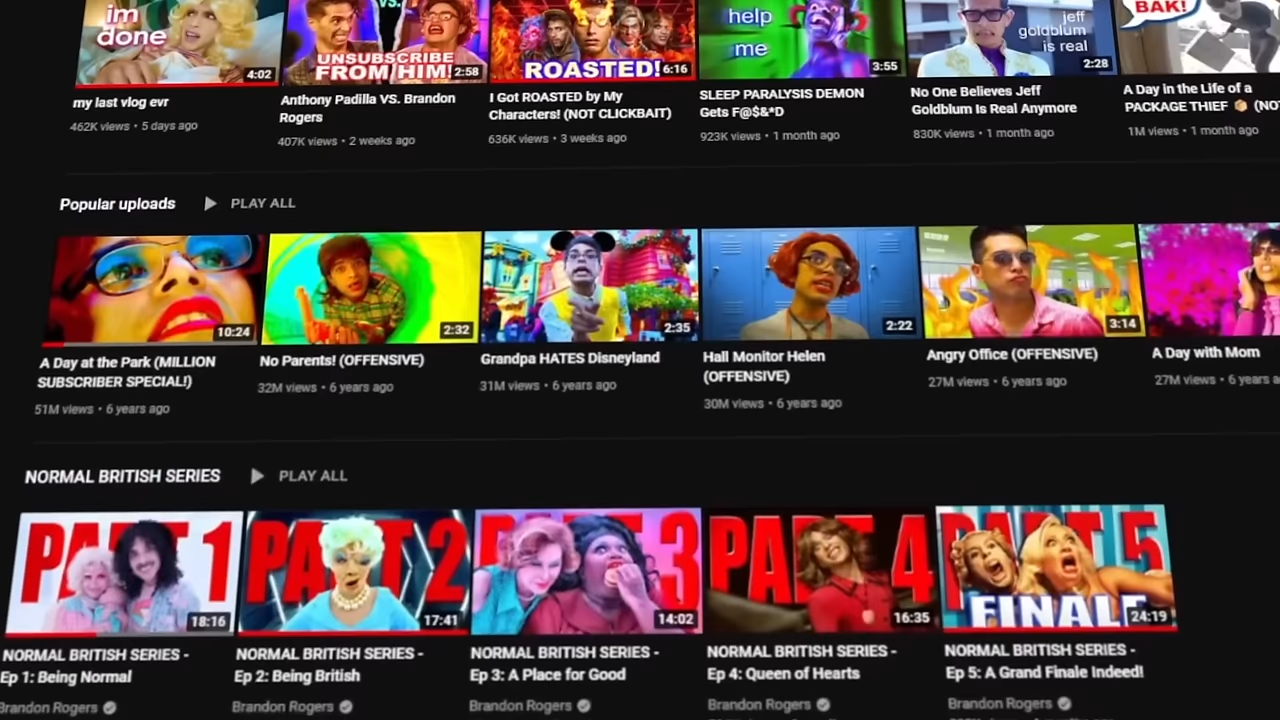 im
done
VS.
help
me
jeff
goldblum
is real
BAK!
UNSUBSCRIBE
FROM HIM!
ROASTED!
4:02
2:58
6:16
3:55
2:28
my last vlog evr
462K views • 5 days ago
Anthony Padilla VS. Brandon
Rogers
407K views • 2 weeks ago
I Got ROASTED by My
Characters! (NOT CLICKBAIT)
636K views • 3 weeks ago
SLEEP PARALYSIS DEMON
Gets F@$&*D
923K views • 1 month ago
No One Believes Jeff
Goldblum Is Real Anymore
830K views • 1 month ago
A Day in the Life of a
PACKAGE THIEF 📦 (NO
1M views • 1 month ago
Popular uploads
PLAY ALL
10:24
2:32
2:35
2:22
3:14
A Day at the Park (MILLION
SUBSCRIBER SPECIAL!)
51M views • 6 years ago
No Parents! (OFFENSIVE)
32M views • 6 years ago
Grandpa HATES Disneyland
31M views • 6 years ago
Hall Monitor Helen
(OFFENSIVE)
30M views • 6 years ago
Angry Office (OFFENSIVE)
27M views • 6 years ago
A Day with Mom
27M views • 6 years a
NORMAL BRITISH SERIES
PLAY ALL
PART 1
18:16
PART 2
17:41
PART 3
14:02
PART 4
16:35
PART 5
FINALE
24:19
NORMAL BRITISH SERIES -
Ep 1: Being Normal
Brandon Rogers
NORMAL BRITISH SERIES -
Ep 2: Being British
Brandon Rogers
NORMAL BRITISH SERIES -
Ep 3: A Place for Good
Brandon Rogers
NORMAL BRITISH SERIES -
Ep 4: Queen of Hearts
Brandon Rogers
NORMAL BRITISH SERIES -
Ep 5: A Grand Finale Indeed!
Brandon Rogers